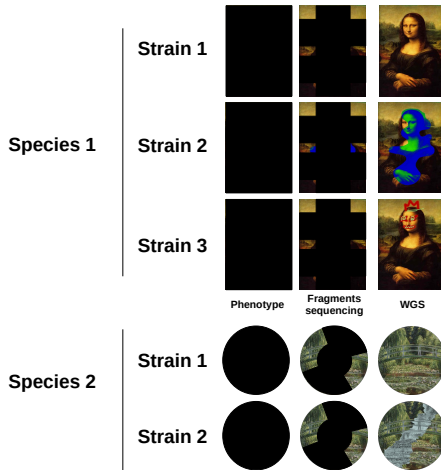 Strain 1
Species 1
Strain 2
Strain 3
Phenotype
Fragments
sequencing
WGS
Strain 1
Species 2
Strain 2